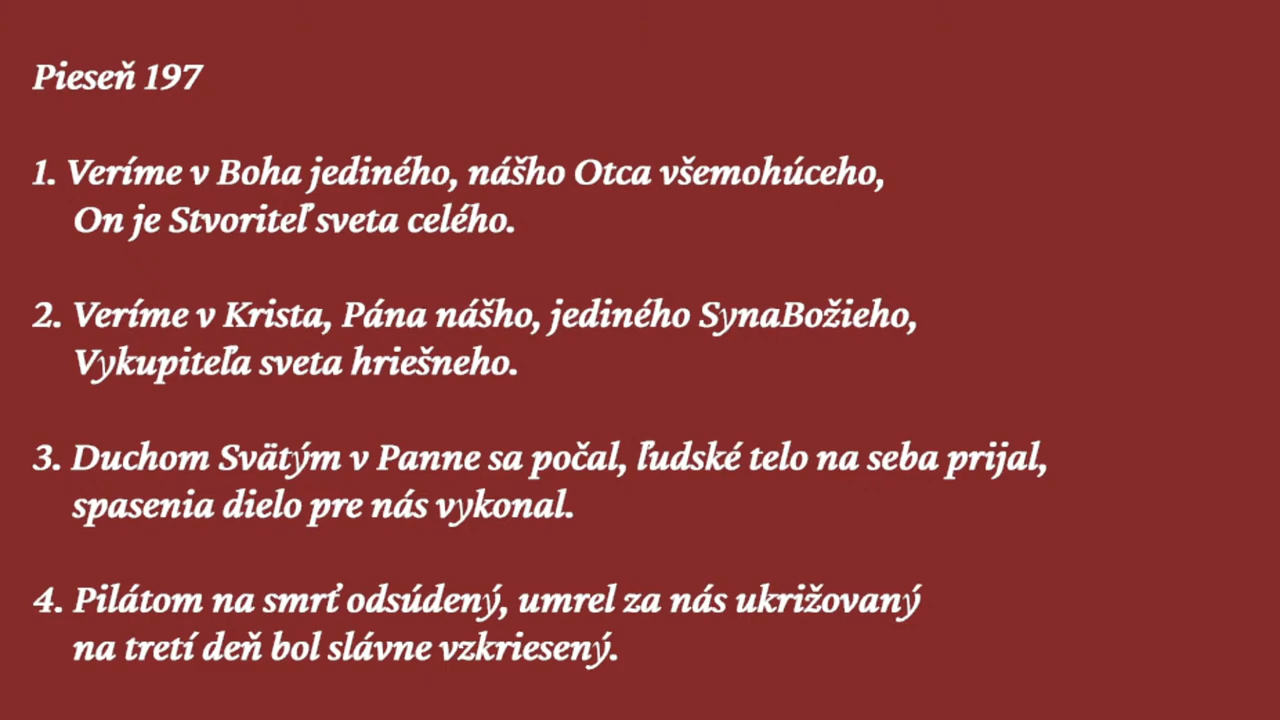 Pieseň 197
1. Veríme v Boha jediného, nášho Otca všemohúceho,
On je Stvoriteľ sveta celého.
2. Veríme v Krista, Pána nášho, jediného SynaBožieho,
Vykupiteľa sveta hriešneho.
3. Duchom Svätým v Panne sa počal, ľudské telo na seba prijal,
spasenia dielo pre nás vykonal.
4. Pilátom na smrť odsúdený, umrel za nás ukrižovaný
na tretí deň bol slávne vzkriesený.